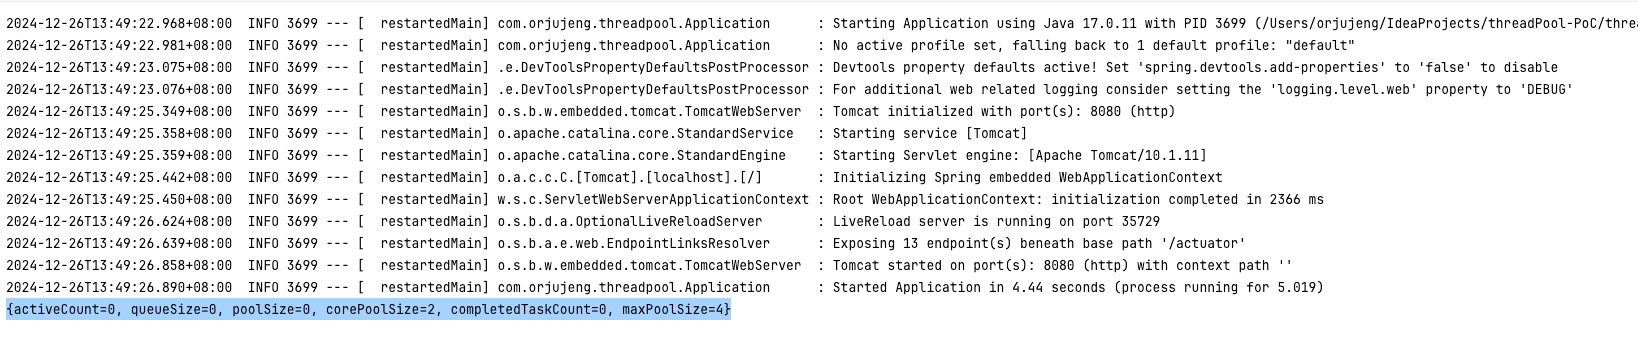 2024-12-26T13:49:22.968+08:00  INFO 3699 --- [  restartedMain] com.orjujeng.threadpool.Application      : Starting Application using Java 17.0.11 with PID 3699 (/Users/orjujeng/IdeaProjects/threadPool-PoC/threa
2024-12-26T13:49:22.981+08:00  INFO 3699 --- [  restartedMain] com.orjujeng.threadpool.Application      : No active profile set, falling back to 1 default profile: "default"
2024-12-26T13:49:23.075+08:00  INFO 3699 --- [  restartedMain] .e.DevToolsPropertyDefaultsPostProcessor : Devtools property defaults active! Set 'spring.devtools.add-properties' to 'false' to disable
2024-12-26T13:49:23.076+08:00  INFO 3699 --- [  restartedMain] .e.DevToolsPropertyDefaultsPostProcessor : For additional web related logging consider setting the 'logging.level.web' property to 'DEBUG'
2024-12-26T13:49:25.349+08:00  INFO 3699 --- [  restartedMain] o.s.b.w.embedded.tomcat.TomcatWebServer  : Tomcat initialized with port(s): 8080 (http)
2024-12-26T13:49:25.358+08:00  INFO 3699 --- [  restartedMain] o.apache.catalina.core.StandardService   : Starting service [Tomcat]
2024-12-26T13:49:25.359+08:00  INFO 3699 --- [  restartedMain] o.apache.catalina.core.StandardEngine    : Starting Servlet engine: [Apache Tomcat/10.1.11]
2024-12-26T13:49:25.442+08:00  INFO 3699 --- [  restartedMain] o.a.c.c.C.[Tomcat].[localhost].[/]       : Initializing Spring embedded WebApplicationContext
2024-12-26T13:49:25.450+08:00  INFO 3699 --- [  restartedMain] w.s.c.ServletWebServerApplicationContext : Root WebApplicationContext: initialization completed in 2366 ms
2024-12-26T13:49:26.624+08:00  INFO 3699 --- [  restartedMain] o.s.b.d.a.OptionalLiveReloadServer       : LiveReload server is running on port 35729
2024-12-26T13:49:26.639+08:00  INFO 3699 --- [  restartedMain] o.s.b.a.e.web.EndpointLinksResolver      : Exposing 13 endpoint(s) beneath base path '/actuator'
2024-12-26T13:49:26.858+08:00  INFO 3699 --- [  restartedMain] o.s.b.w.embedded.tomcat.TomcatWebServer  : Tomcat started on port(s): 8080 (http) with context path ''
2024-12-26T13:49:26.890+08:00  INFO 3699 --- [  restartedMain] com.orjujeng.threadpool.Application      : Started Application in 4.44 seconds (process running for 5.019)
{activeCount=0, queueSize=0, poolSize=0, corePoolSize=2, completedTaskCount=0, maxPoolSize=4}